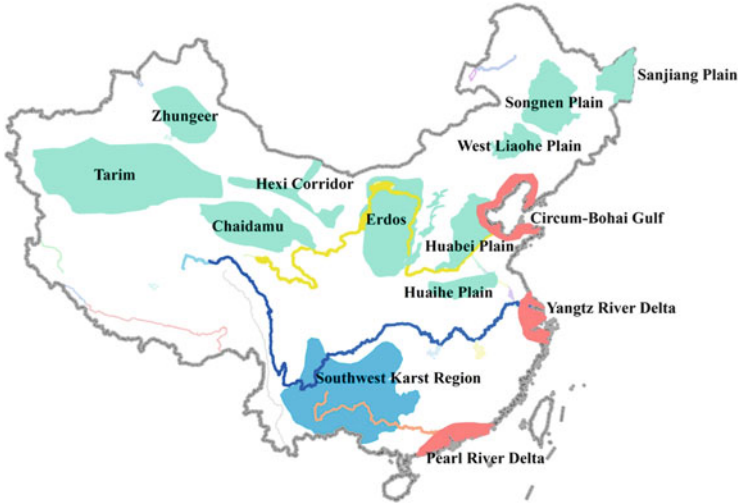 Sanjiang Plain
Songnen Plain
Zhungeer
West Liaohe Plain
Tarim
Hexi Corridor
Chaidamu
Erdos
Circum-Bohai Gulf
Huabei Plain
Huaihe Plain
Yangtz River Delta
Southwest Karst Region
Pearl River Delta